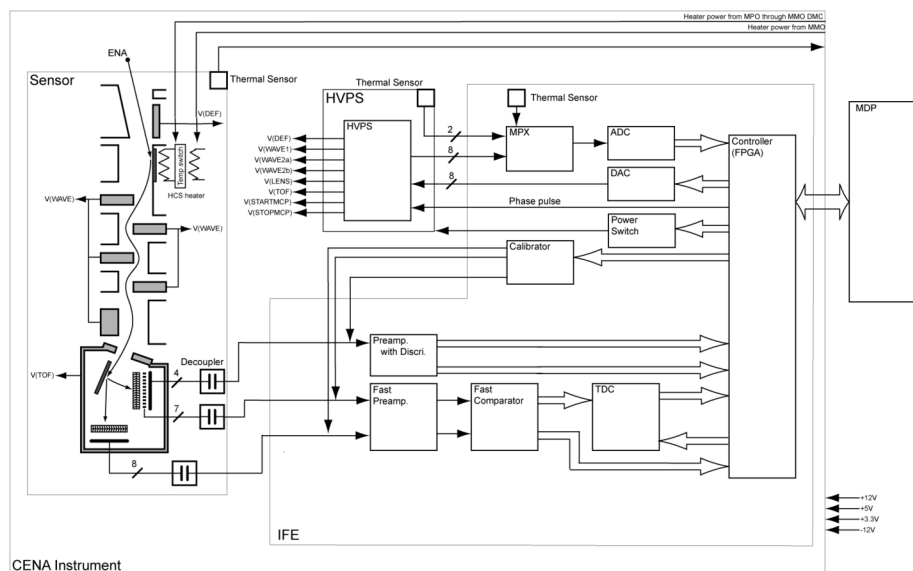 Heater power from MPO through MMO DMC
Heater power from MMO
ENA
Sensor
Thermal Sensor
V(DEF)
Temp switch
HCS heater
V(WAVE)
V(WAVE)
V(TOF)
Decoupler
4
7
8
Thermal Sensor
HVPS
HVPS
V(DEF)
V(WAVE1)
V(WAVE2a)
V(WAVE2b)
V(LENS)
V(TOF)
V(STARTMCP)
V(STOPMCP)
Thermal Sensor
2
8
8
MPX
ADC
DAC
Phase pulse
Power
Switch
Calibrator
Controller
(FPGA)
MDP
Preamp.
with Discri.
Fast
Preamp.
Fast
Comparator
TDC
IFE
+12V
+5V
+3.3V
-12V
CENA Instrument